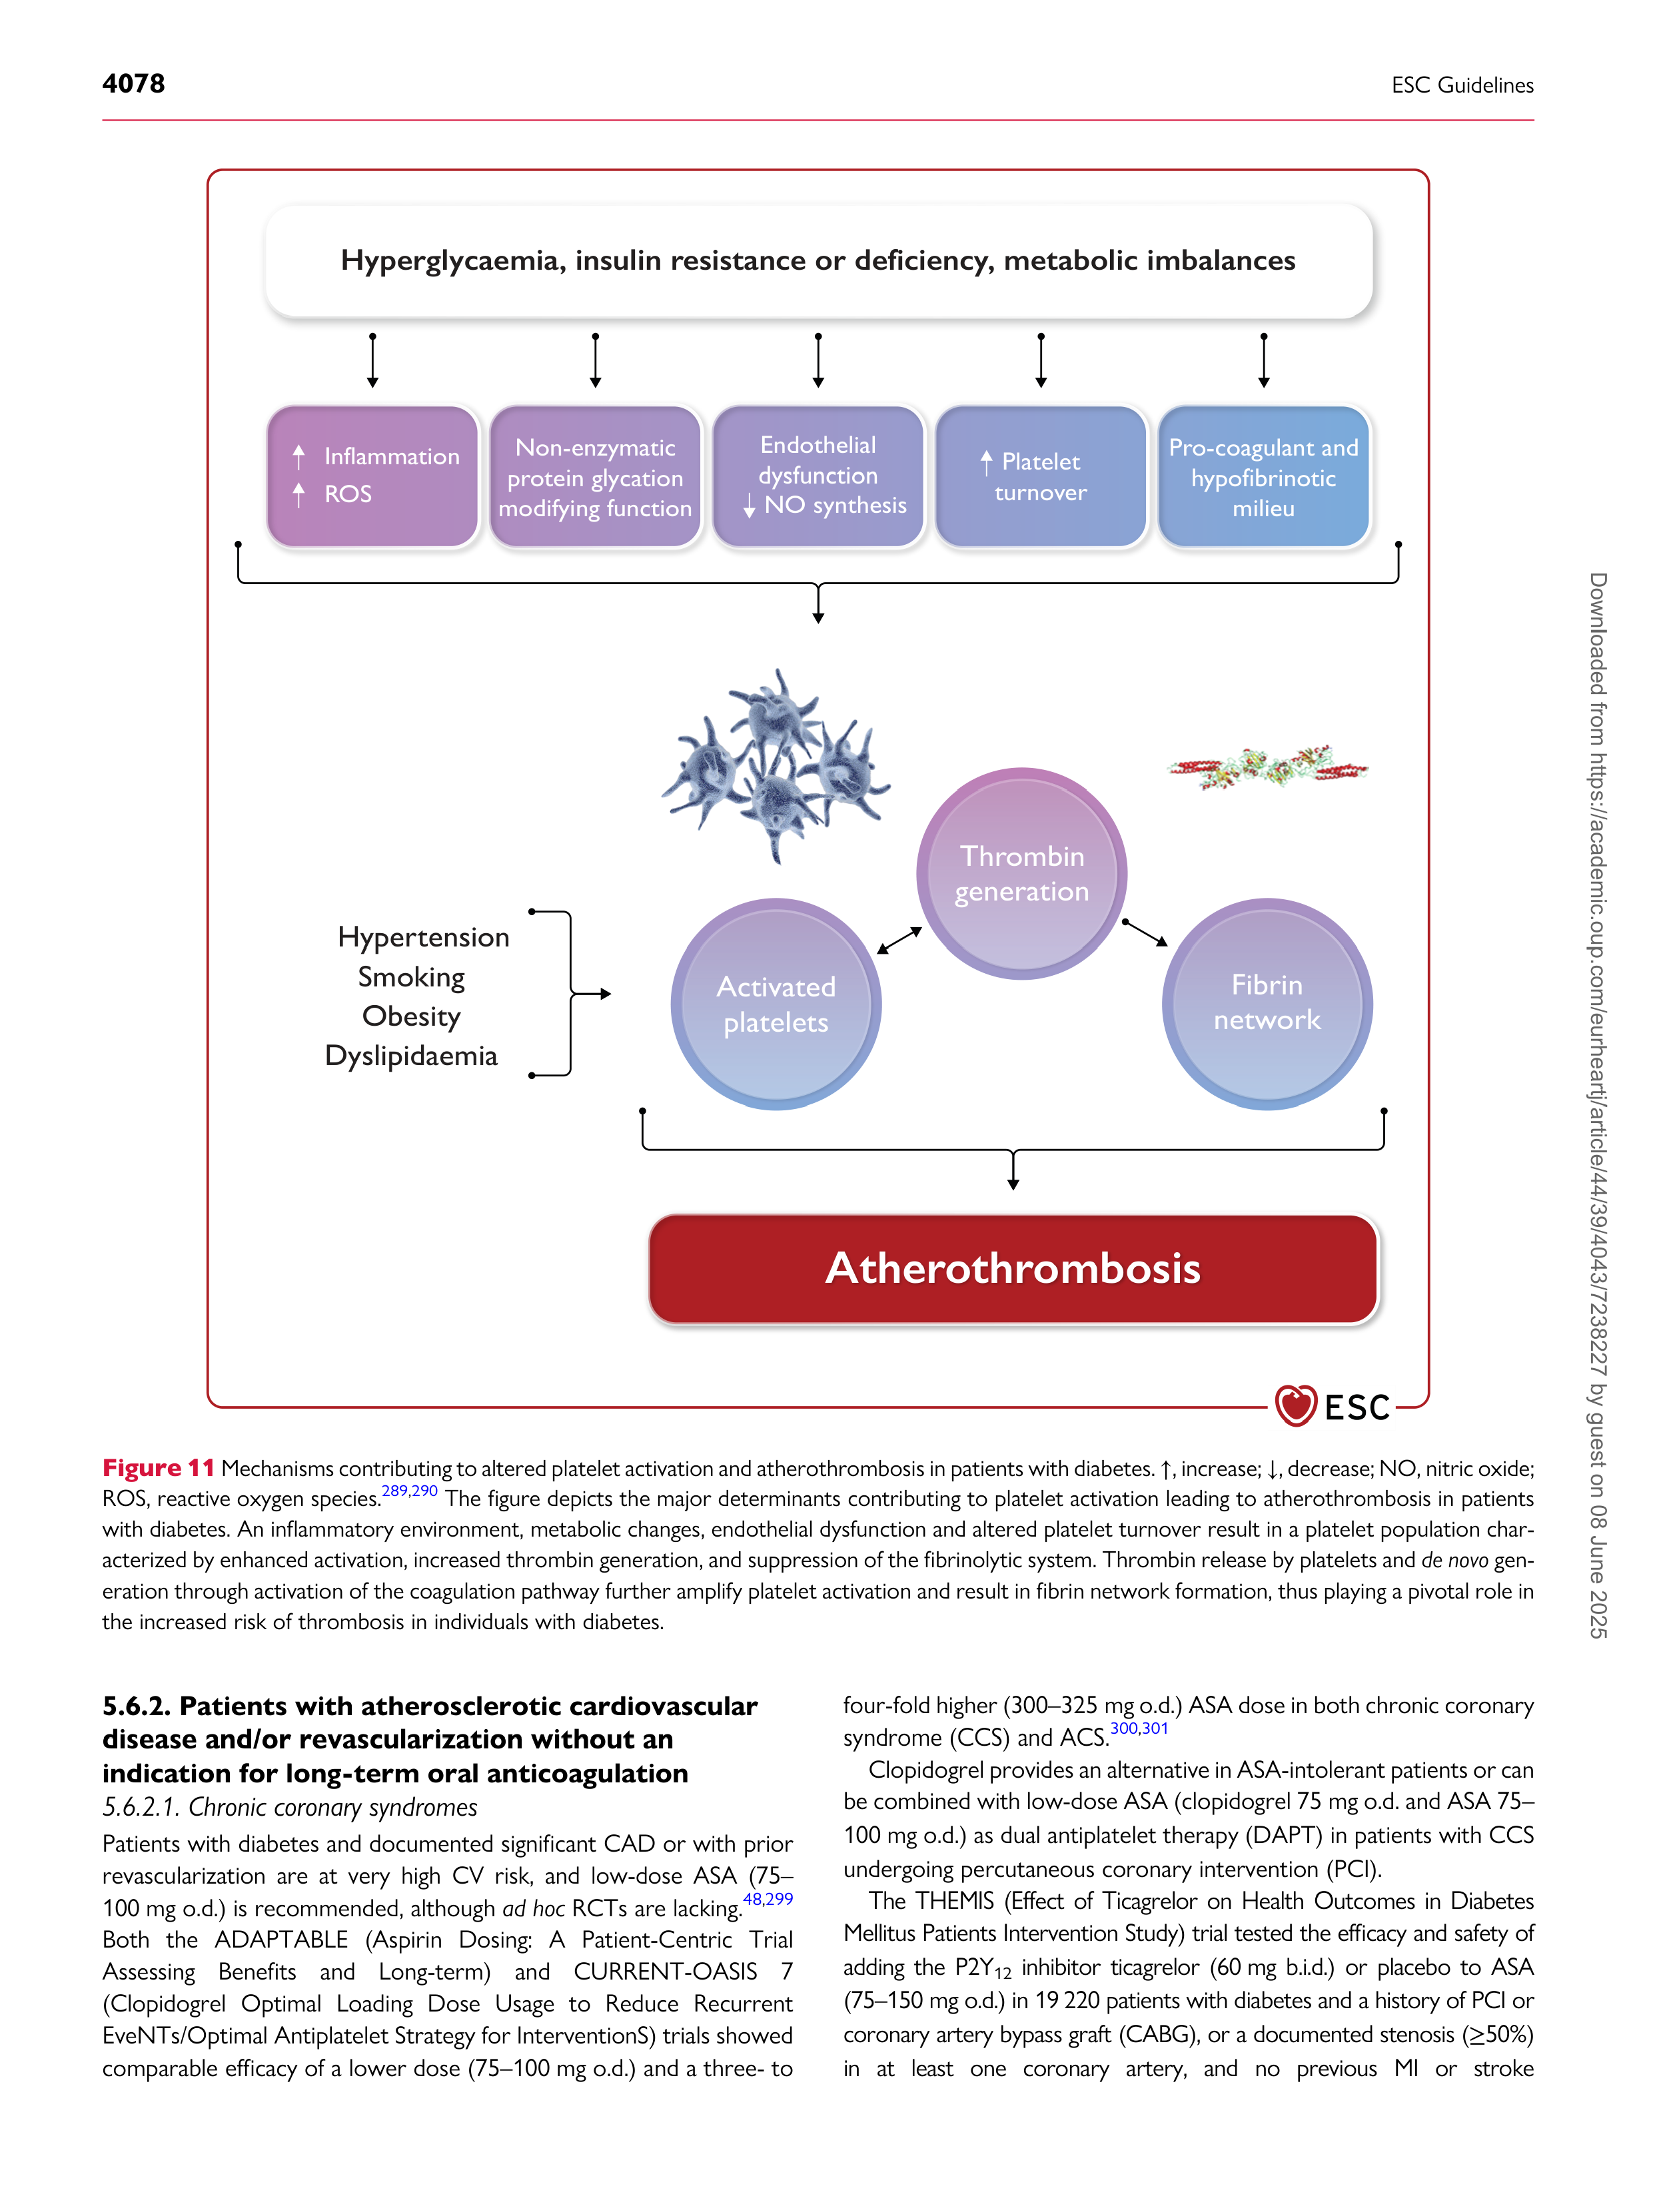 4078
ESC Guidelines
Hyperglycaemia, insulin resistance or deficiency, metabolic imbalances
↑ Inflammation
↑ ROS
Non-enzymatic
protein glycation
modifying function
Endothelial
dysfunction
↓ NO synthesis
↑ Platelet
turnover
Pro-coagulant and
hypofibrinotic
milieu
Thrombin
generation
Hypertension
Smoking
Obesity
Dyslipidaemia
Activated
platelets
Fibrin
network
Atherothrombosis
ESC
Figure 11 Mechanisms contributing to altered platelet activation and atherothrombosis in patients with diabetes. ↑, increase; ↓, decrease; NO, nitric oxide;
ROS, reactive oxygen species.289,290 The figure depicts the major determinants contributing to platelet activation leading to atherothrombosis in patients
with diabetes. An inflammatory environment, metabolic changes, endothelial dysfunction and altered platelet turnover result in a platelet population char-
acterized by enhanced activation, increased thrombin generation, and suppression of the fibrinolytic system. Thrombin release by platelets and de novo gen-
eration through activation of the coagulation pathway further amplify platelet activation and result in fibrin network formation, thus playing a pivotal role in
the increased risk of thrombosis in individuals with diabetes.
5.6.2. Patients with atherosclerotic cardiovascular
disease and/or revascularization without an
indication for long-term oral anticoagulation
5.6.2.1. Chronic coronary syndromes
Patients with diabetes and documented significant CAD or with prior
revascularization are at very high CV risk, and low-dose ASA (75–
100 mg o.d.) is recommended, although ad hoc RCTs are lacking.48,299
Both the ADAPTABLE (Aspirin Dosing: A Patient-Centric Trial
Assessing Benefits and Long-term) and CURRENT-OASIS 7
(Clopidogrel Optimal Loading Dose Usage to Reduce Recurrent
EveNTs/Optimal Antiplatelet Strategy for InterventionS) trials showed
comparable efficacy of a lower dose (75–100 mg o.d.) and a three- to
four-fold higher (300–325 mg o.d.) ASA dose in both chronic coronary
syndrome (CCS) and ACS.300,301
Clopidogrel provides an alternative in ASA-intolerant patients or can
be combined with low-dose ASA (clopidogrel 75 mg o.d. and ASA 75–
100 mg o.d.) as dual antiplatelet therapy (DAPT) in patients with CCS
undergoing percutaneous coronary intervention (PCI).
The THEMIS (Effect of Ticagrelor on Health Outcomes in Diabetes
Mellitus Patients Intervention Study) trial tested the efficacy and safety of
adding the P2Y12 inhibitor ticagrelor (60 mg b.i.d.) or placebo to ASA
(75–150 mg o.d.) in 19 220 patients with diabetes and a history of PCI or
coronary artery bypass graft (CABG), or a documented stenosis (≥50%)
in at least one coronary artery, and no previous MI or stroke
Downloaded from https://academic.oup.com/eurheartj/article/44/39/4043/7238227 by guest on 08 June 2025